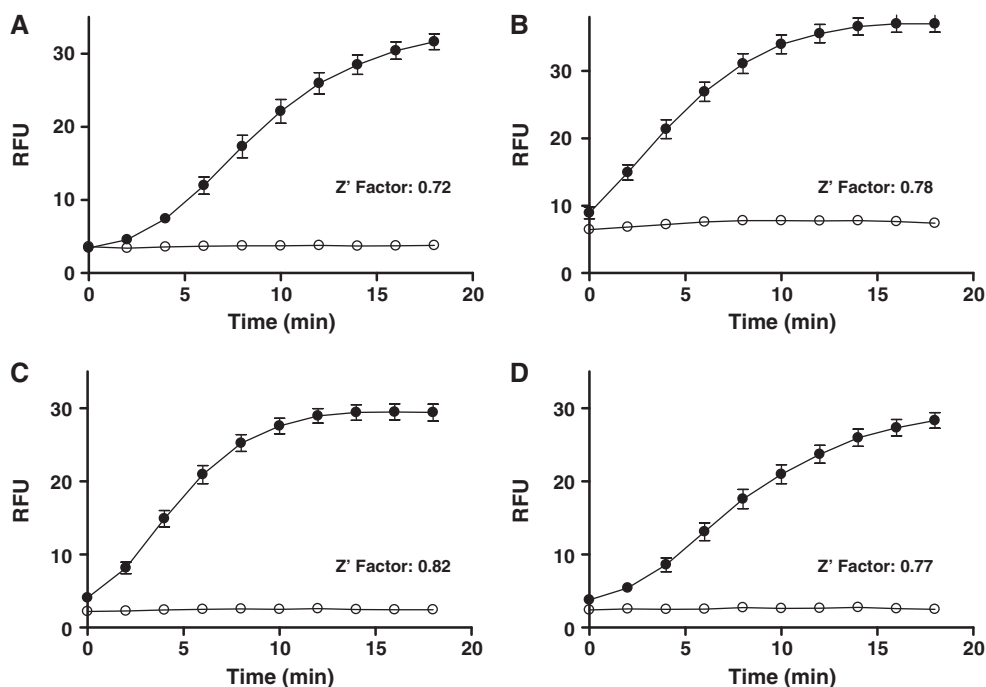 A
RFU
30
20
10
0
Z' Factor: 0.72
0 5 10 15 20
Time (min)
B
RFU
30
20
10
0
Z' Factor: 0.78
0 5 10 15 20
Time (min)
C
RFU
30
20
10
0
Z' Factor: 0.82
0 5 10 15 20
Time (min)
D
RFU
30
20
10
0
Z' Factor: 0.77
0 5 10 15 20
Time (min)